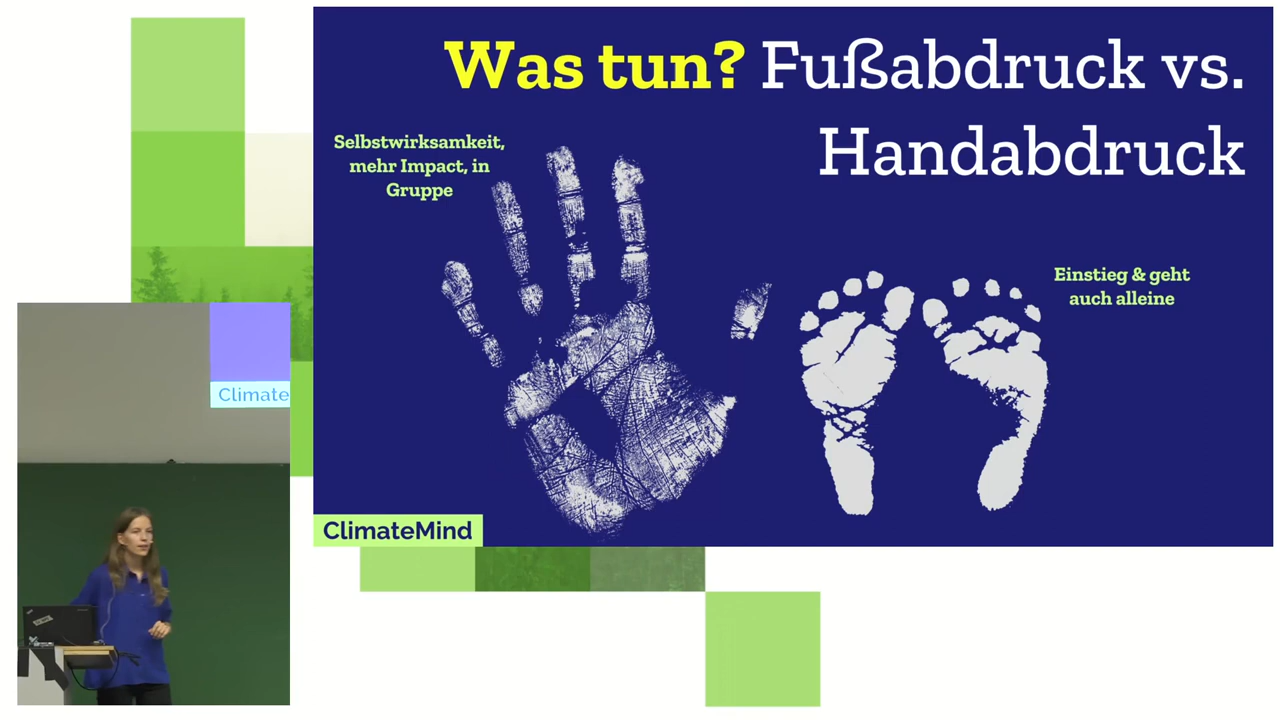 Was tun? Fußabdruck vs.
Handabdruck
Selbstwirksamkeit,
mehr Impact, in
Gruppe
Einstieg & geht
auch alleine
Climate
ClimateMind